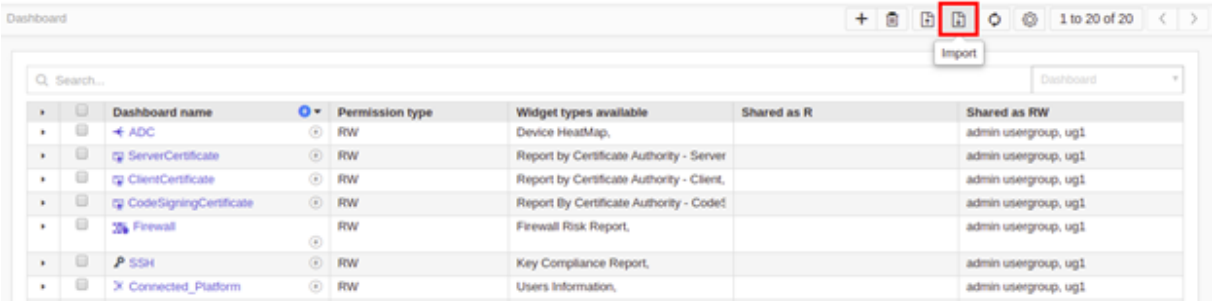 Dashboard
1 to 20 of 20
Import
Search...
Dashboard
Dashboard name Permission type Widget types available Shared as R Shared as RW
ADC RW Device HeatMap, admin usergroup, ug1
ServerCertificate RW Report by Certificate Authority - Server admin usergroup, ug1
ClientCertificate RW Report by Certificate Authority - Client, admin usergroup, ug1
CodeSigningCertificate RW Report By Certificate Authority - CodeS admin usergroup, ug1
Firewall RW Firewall Risk Report, admin usergroup, ug1
SSH RW Key Compliance Report, admin usergroup, ug1
Connected_Platform RW Users Information, admin usergroup, ug1